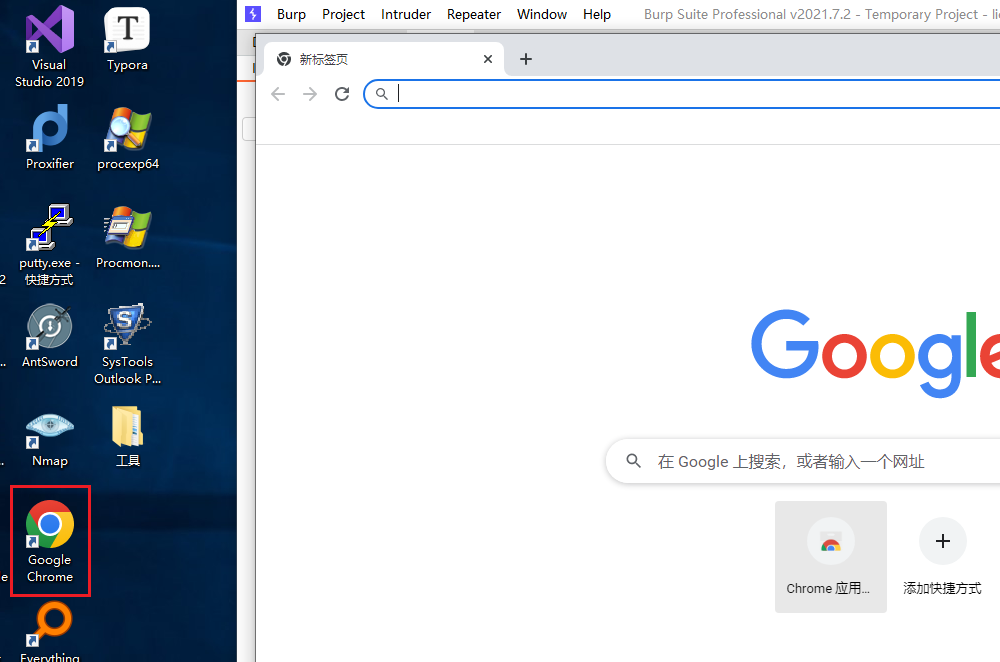 Visual
Studio 2019
Typora
Proxifier
procexp64
putty.exe -
快捷方式
Procmon....
2
AntSword
SysTools
Outlook P...
...
Nmap
工具
Google
Chrome
e
Everything
Burp Project Intruder Repeater Window Help Burp Suite Professional v2021.7.2 - Temporary Project - li
新标签页
Google
在 Google 上搜索，或者输入一个网址
Chrome 应用...
添加快捷方式